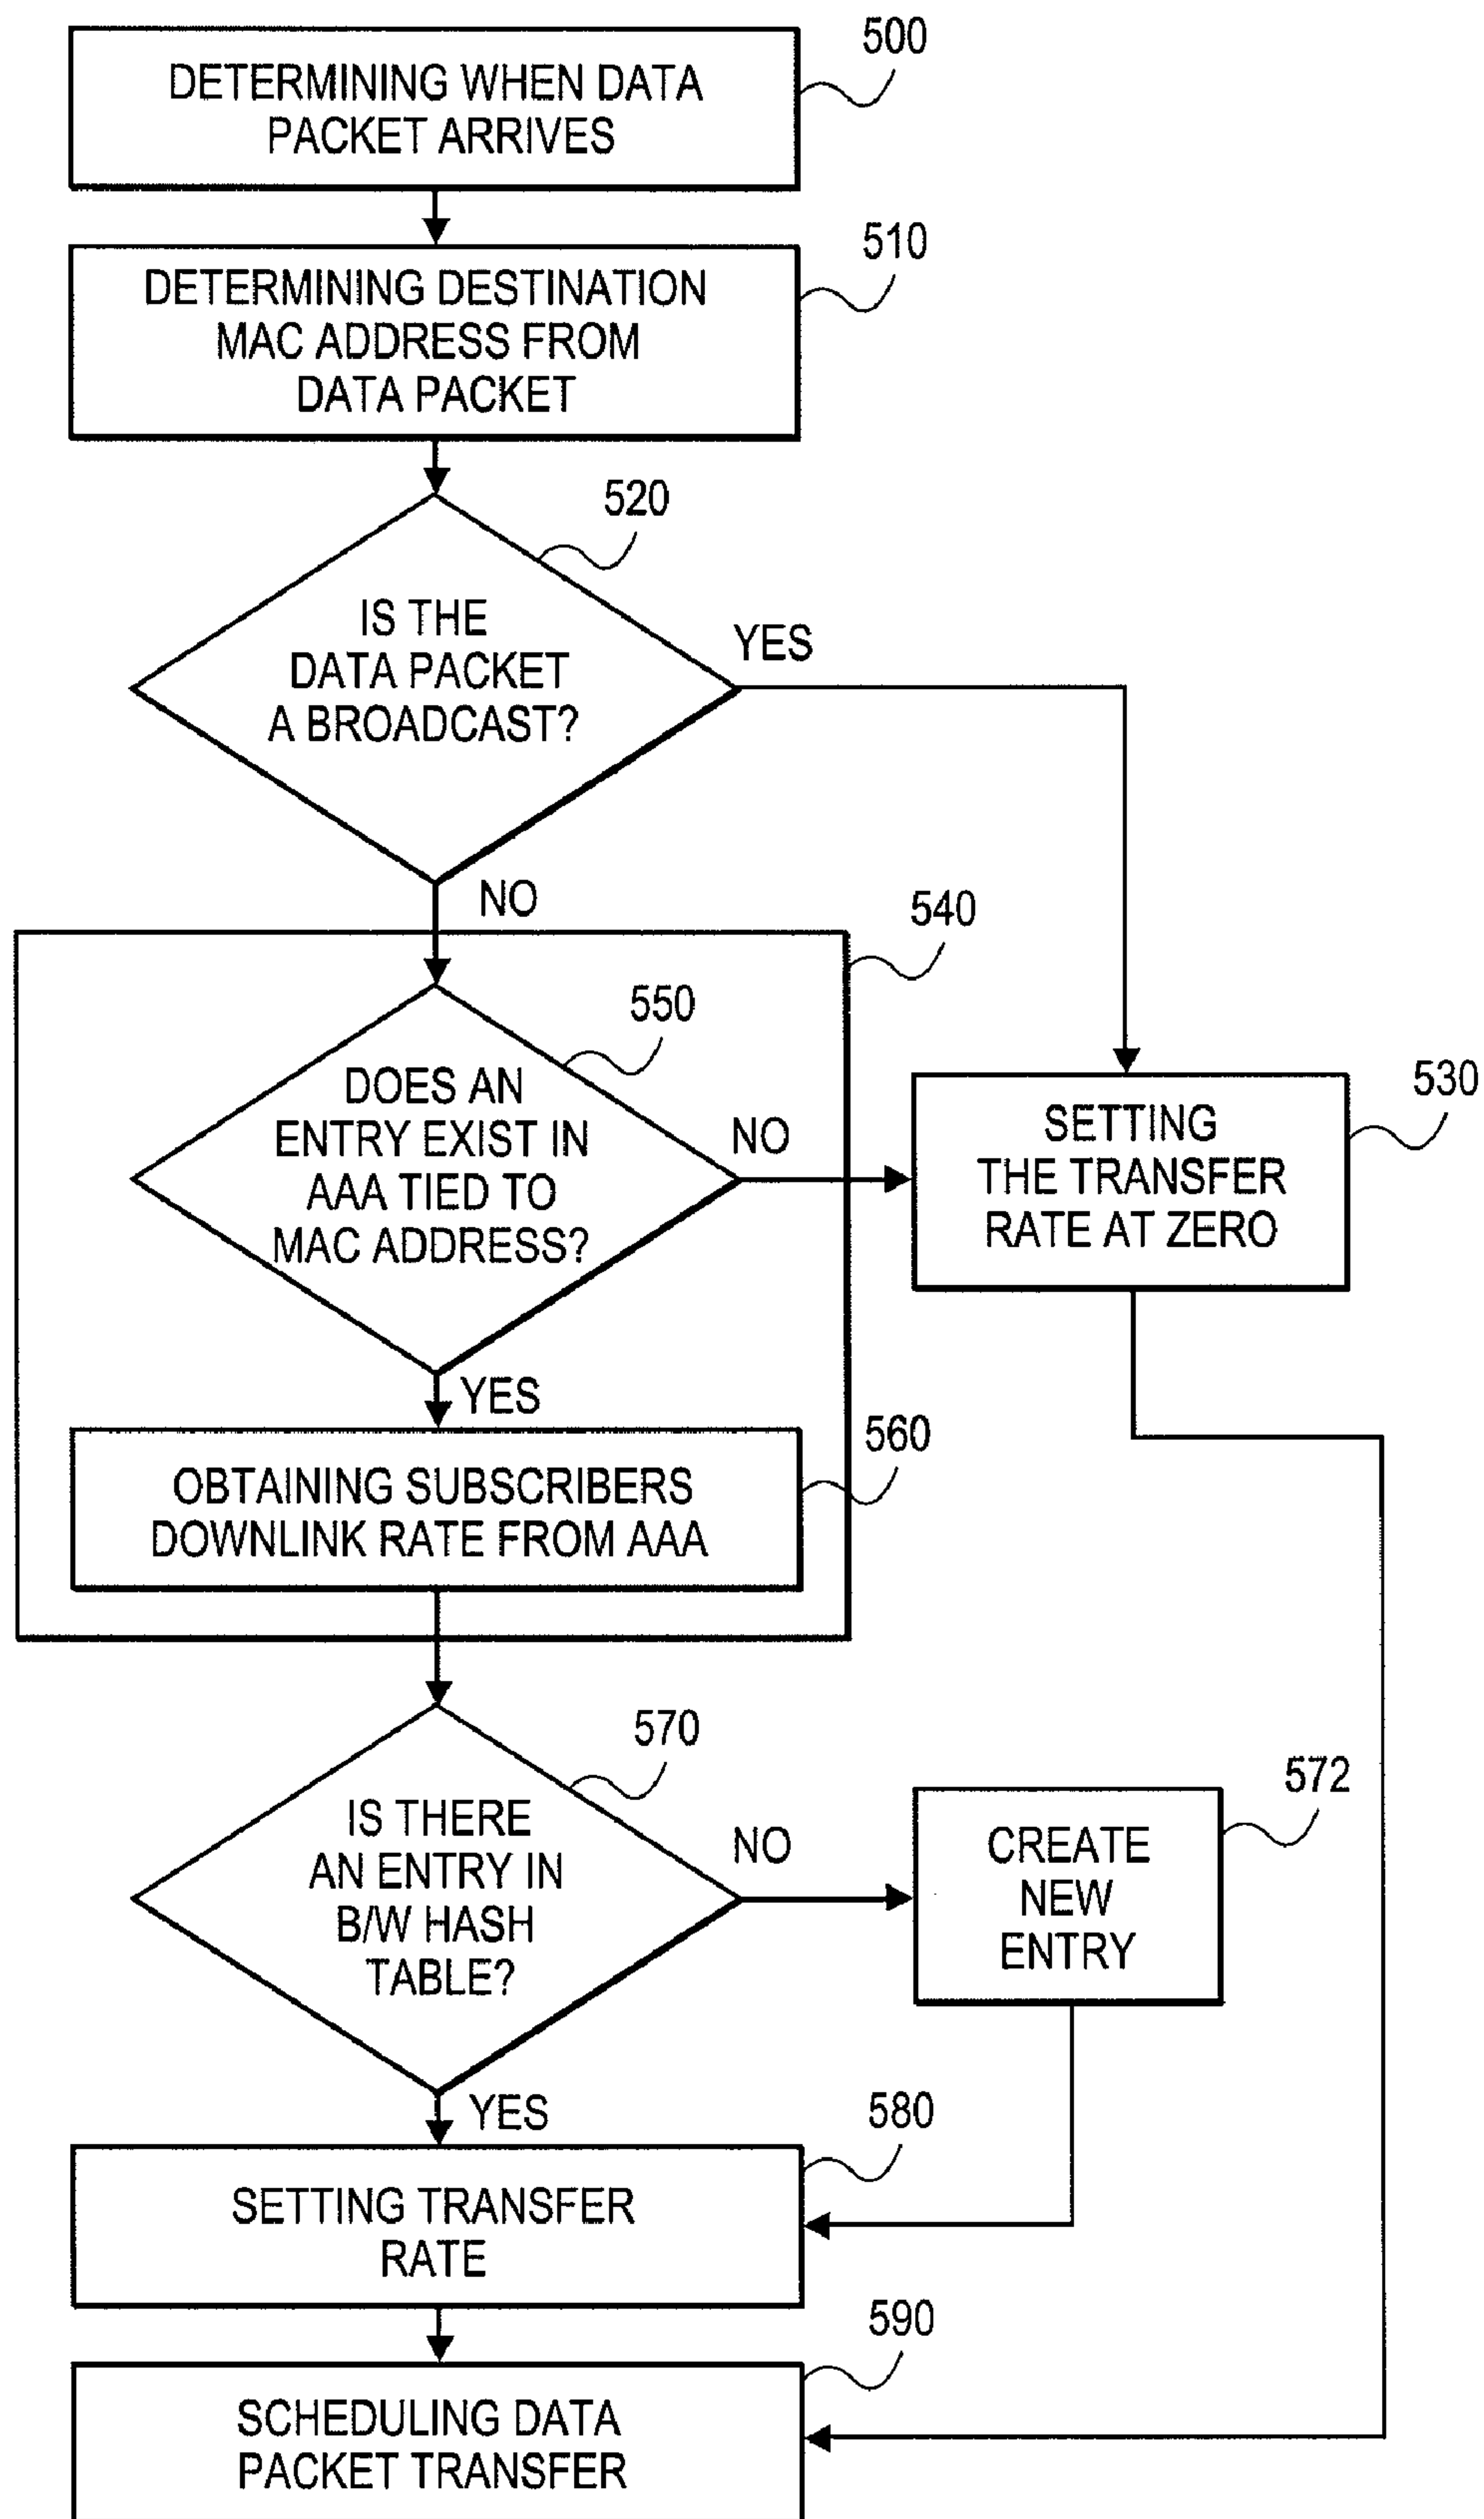 DETERMINING WHEN DATA
PACKET ARRIVES
500
DETERMINING DESTINATION
MAC ADDRESS FROM
DATA PACKET
510
520
IS THE
DATA PACKET
A BROADCAST?
YES
NO
540
550
DOES AN
ENTRY EXIST IN
AAA TIED TO
MAC ADDRESS?
NO
530
SETTING
THE TRANSFER
RATE AT ZERO
YES
560
OBTAINING SUBSCRIBERS
DOWNLINK RATE FROM AAA
570
IS THERE
AN ENTRY IN
B/W HASH
TABLE?
NO
572
CREATE
NEW
ENTRY
YES
580
SETTING TRANSFER
RATE
590
SCHEDULING DATA
PACKET TRANSFER